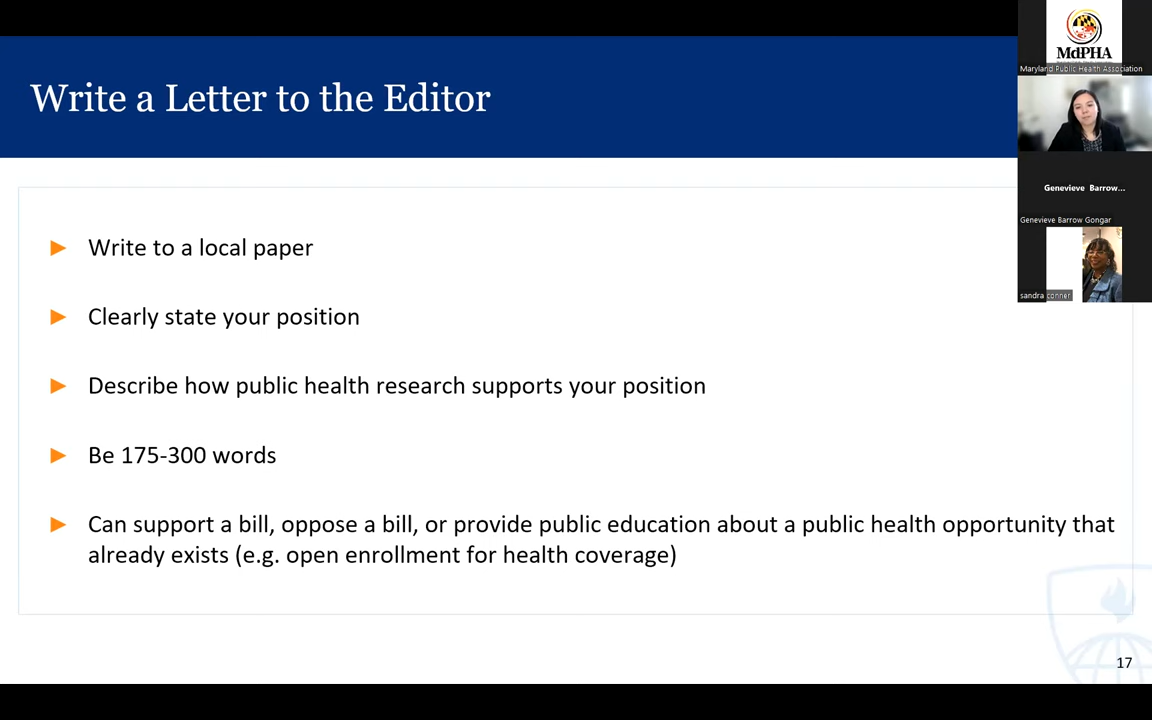 Write a Letter to the Editor
► Write to a local paper
► Clearly state your position
► Describe how public health research supports your position
► Be 175-300 words
► Can support a bill, oppose a bill, or provide public education about a public health opportunity that
already exists (e.g. open enrollment for health coverage)
17
MdPHA
Maryland Public Health Association
Genevieve Barrow...
Genevieve Barrow Gongar
sandra conner